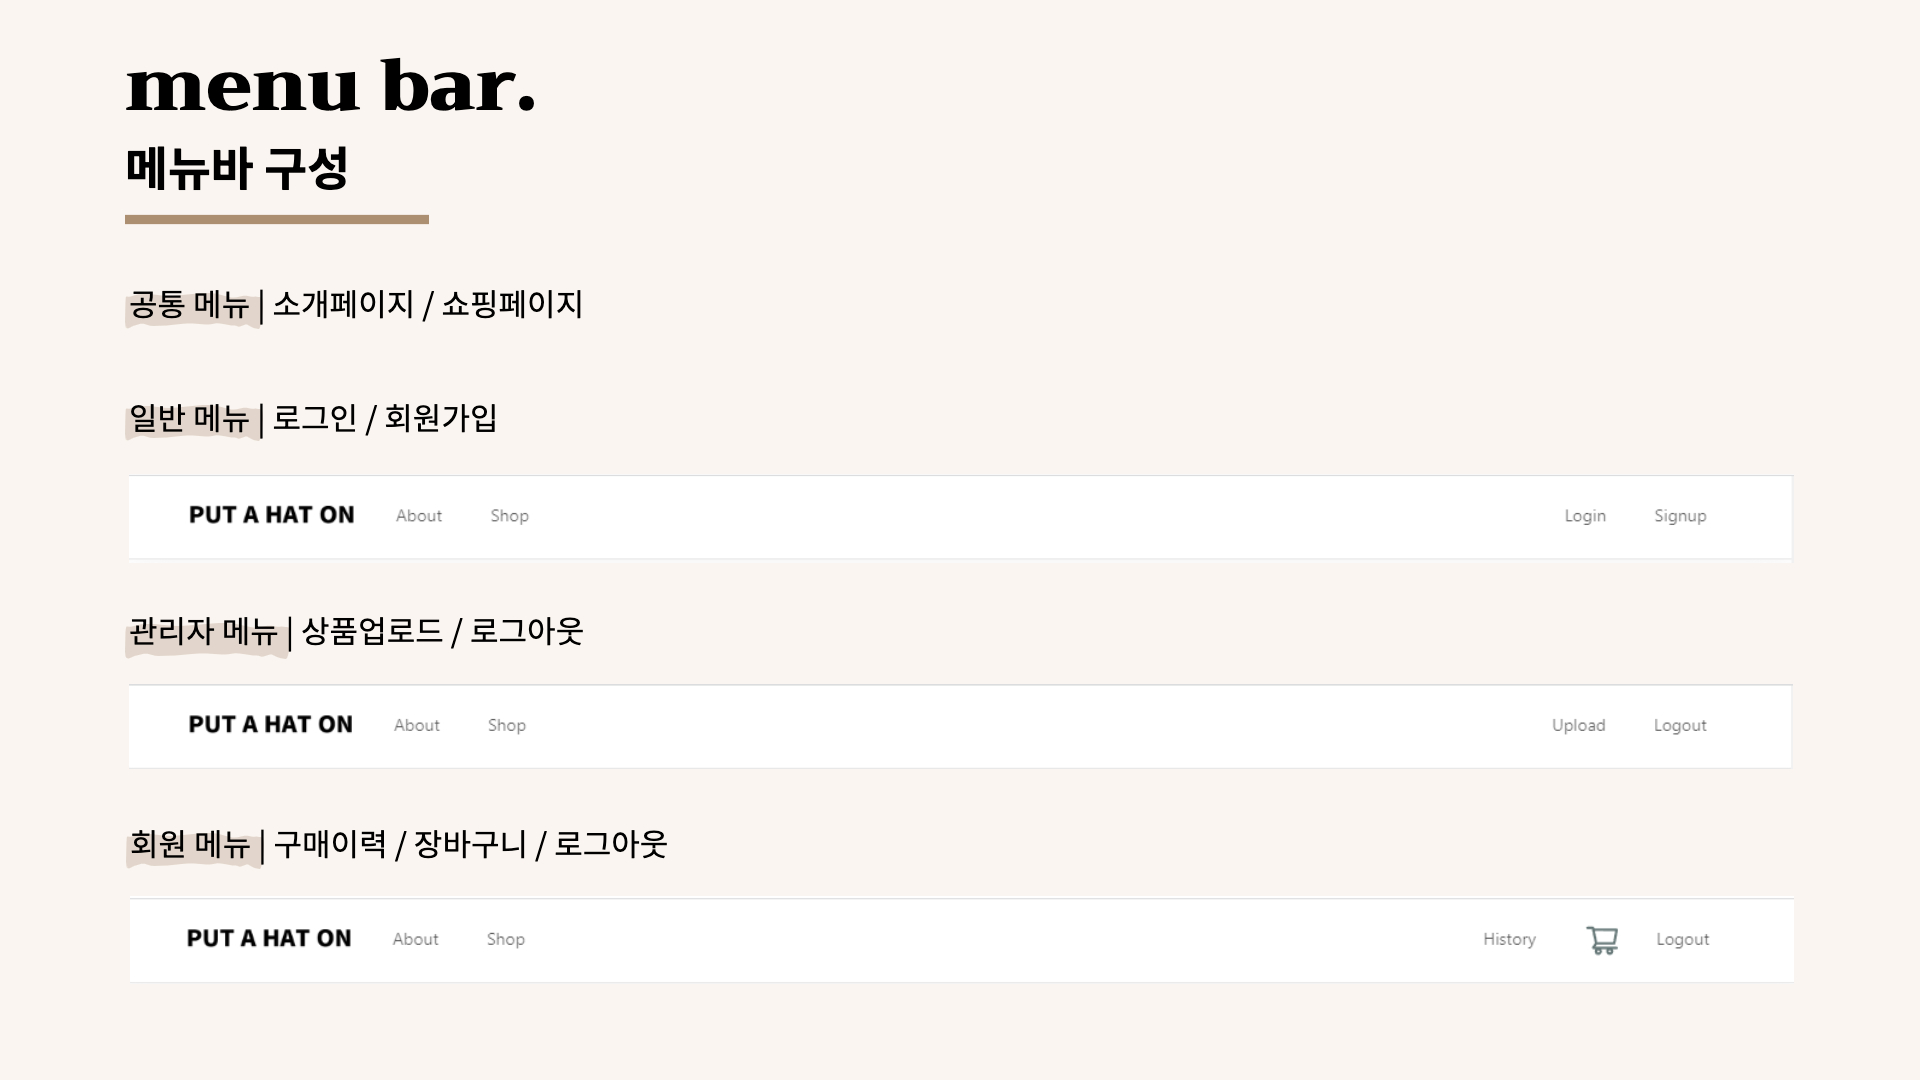 menu bar.
메뉴바 구성
공통 메뉴 | 소개페이지 / 쇼핑페이지
일반 메뉴 | 로그인 / 회원가입
PUT A HAT ON About Shop Login Signup
관리자 메뉴 | 상품업로드 / 로그아웃
PUT A HAT ON About Shop Upload Logout
회원 메뉴 | 구매이력 / 장바구니 / 로그아웃
PUT A HAT ON About Shop History Logout